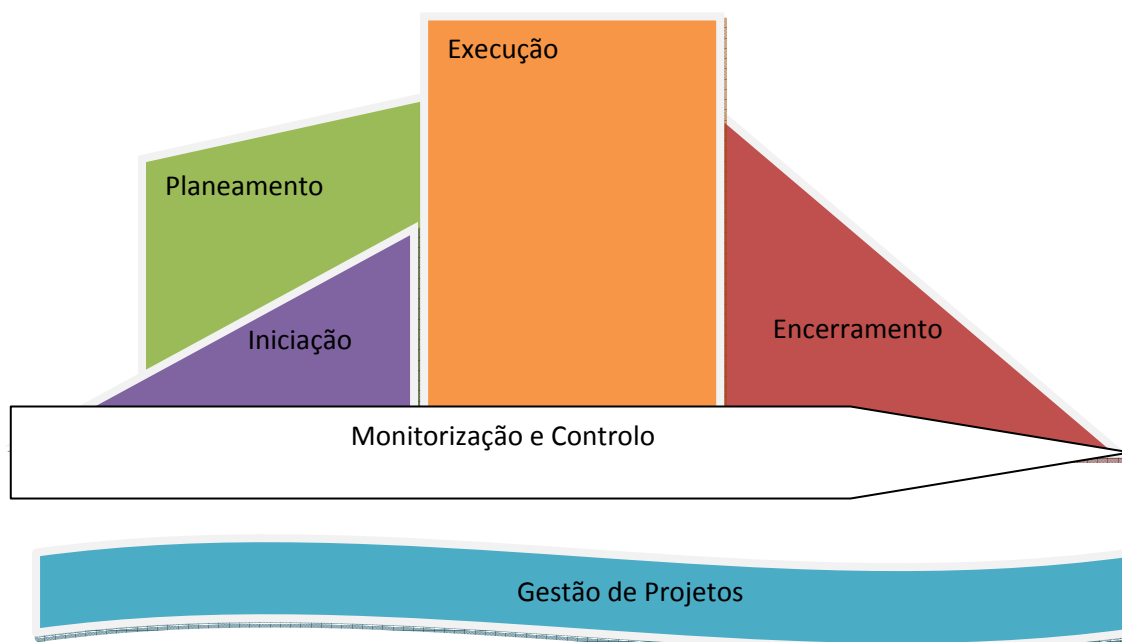 Execução
Planeamento
Iniciação
Encerramento
Monitorização e Controlo
Gestão de Projetos